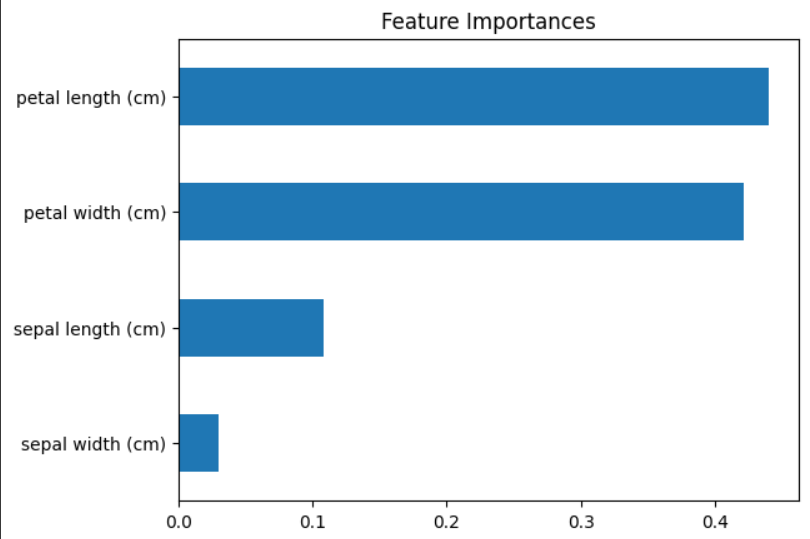 Feature Importances
petal length (cm)
petal width (cm)
sepal length (cm)
sepal width (cm)
0.0 0.1 0.2 0.3 0.4